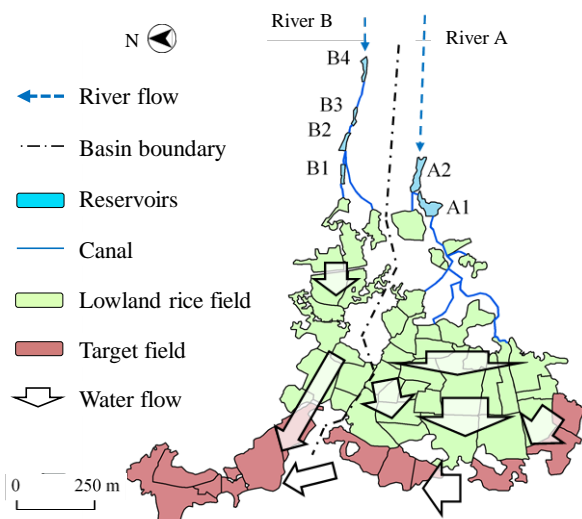 River B
River A
N
B4
River flow
B3
B2
Basin boundary
B1
A2
Reservoirs
A1
Canal
Lowland rice field
Target field
Water flow
0 250 m